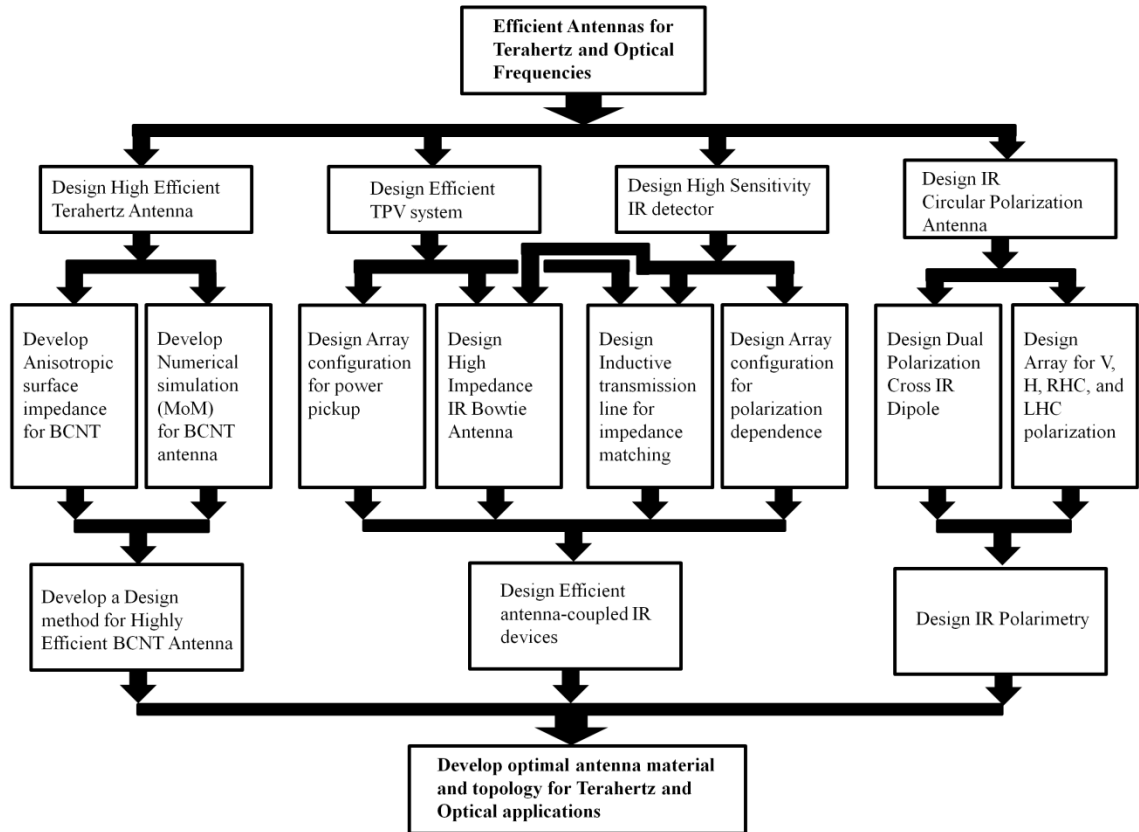 Efficient Antennas for
Terahertz and Optical
Frequencies
Design High Efficient
Terahertz Antenna
Design Efficient
TPV system
Design High Sensitivity
IR detector
Design IR
Circular Polarization
Antenna
Develop
Anisotropic
surface
impedance
for BCNT
Develop
Numerical
simulation
(MoM)
for BCNT
antenna
Design Array
configuration
for power
pickup
Design
High
Impedance
IR Bowtie
Antenna
Design
Inductive
transmission
line for
impedance
matching
Design Array
configuration
for
polarization
dependence
Design Dual
Polarization
Cross IR
Dipole
Design
Array for V,
H, RHC, and
LHC
polarization
Develop a Design
method for Highly
Efficient BCNT Antenna
Design Efficient
antenna-coupled IR
devices
Design IR Polarimetry
Develop optimal antenna material
and topology for Terahertz and
Optical applications